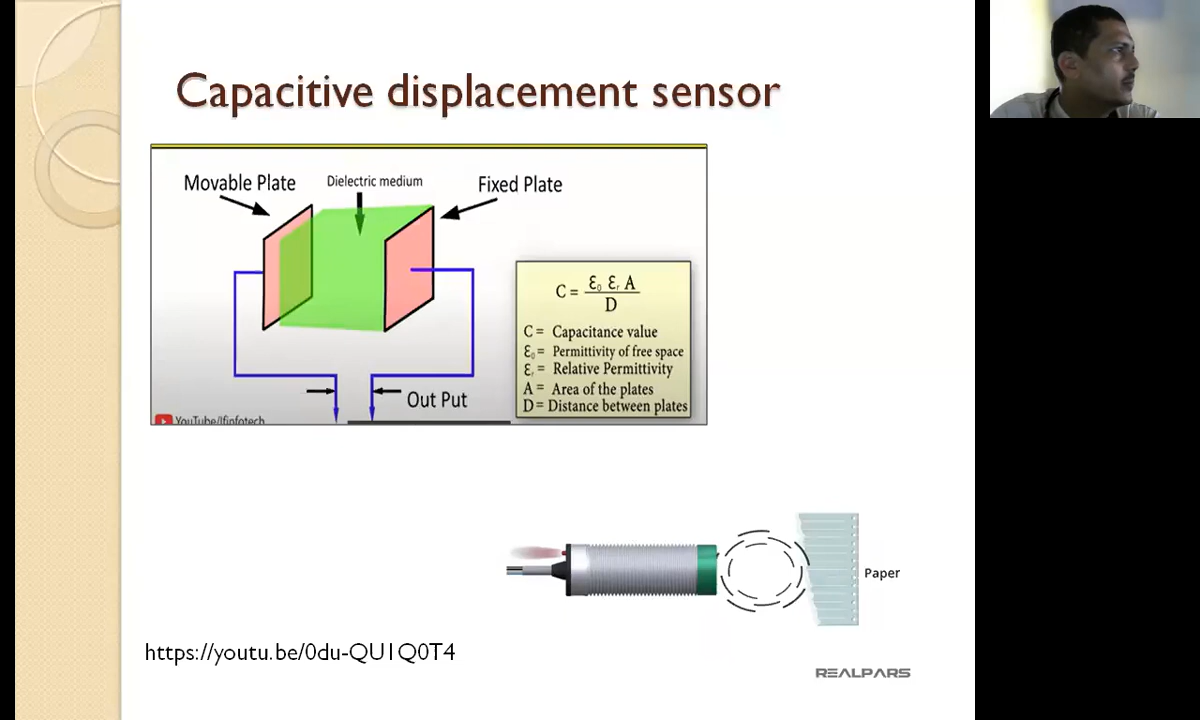 Capacitive displacement sensor
Movable Plate
Dielectric medium
Fixed Plate
C = ε₀ εᵣ A / D
C = Capacitance value
ε₀ = Permittivity of free space
εᵣ = Relative Permittivity
A = Area of the plates
D = Distance between plates
Out Put
YouTube/lfinfotech
Paper
https://youtu.be/0du-QU1Q0T4
REALPARS